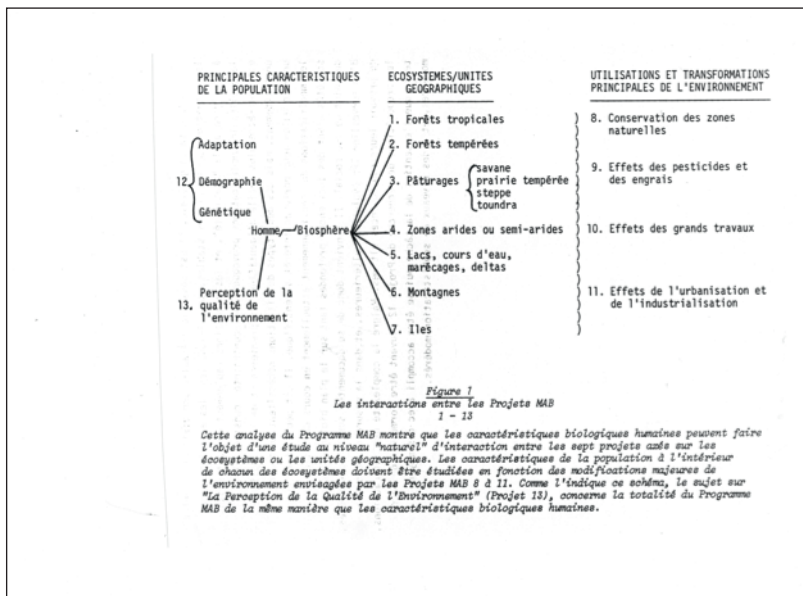 PRINCIPALES CARACTERISTIQUES
DE LA POPULATION
12.
Adaptation
Démographie
Génétique
Homme
Biosphère
13.
Perception de la
qualité de
l'environnement
ECOSYSTEMES/UNITES
GEOGRAPHIQUES
1. Forêts tropicales
2. Forêts tempérées
3. Pâturages
savane
prairie tempérée
steppe
toundra
4. Zones arides ou semi-arides
5. Lacs, cours d'eau,
marécages, deltas
6. Montagnes
7. Iles
UTILISATIONS ET TRANSFORMATIONS
PRINCIPALES DE L'ENVIRONNEMENT
8. Conservation des zones
naturelles
9. Effets des pesticides et
des engrais
10. Effets des grands travaux
11. Effets de l'urbanisation et
de l'industrialisation
Figure 1
Les interactions entre les Projets MAB
1 - 13
Cette analyse du Programme MAB montre que les caractéristiques biologiques humaines peuvent faire
l'objet d'une étude au niveau "naturel" d'interaction entre les sept projets axés sur les
écosystèmes ou les unités géographiques. Les caractéristiques de la population à l'intérieur
de chacun des écosystèmes doivent être étudiées en fonction des modifications majeures de
l'environnement envisagées par les Projets MAB 8 à 11. Comme l'indique ce schéma, le sujet sur
"La Perception de la Qualité de l'Environnement" (Projet 13), concerne la totalité du Programme
MAB de la même manière que les caractéristiques biologiques humaines.